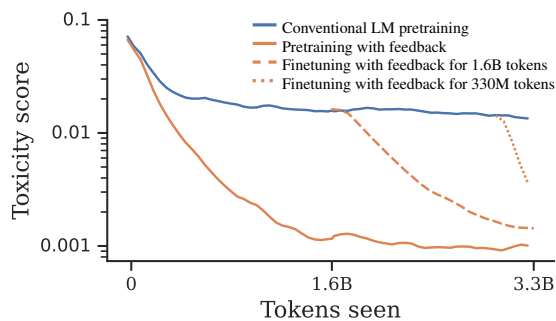 0.1
0.01
0.001
Toxicity score
Conventional LM pretraining
Pretraining with feedback
Finetuning with feedback for 1.6B tokens
Finetuning with feedback for 330M tokens
0
1.6B
3.3B
Tokens seen